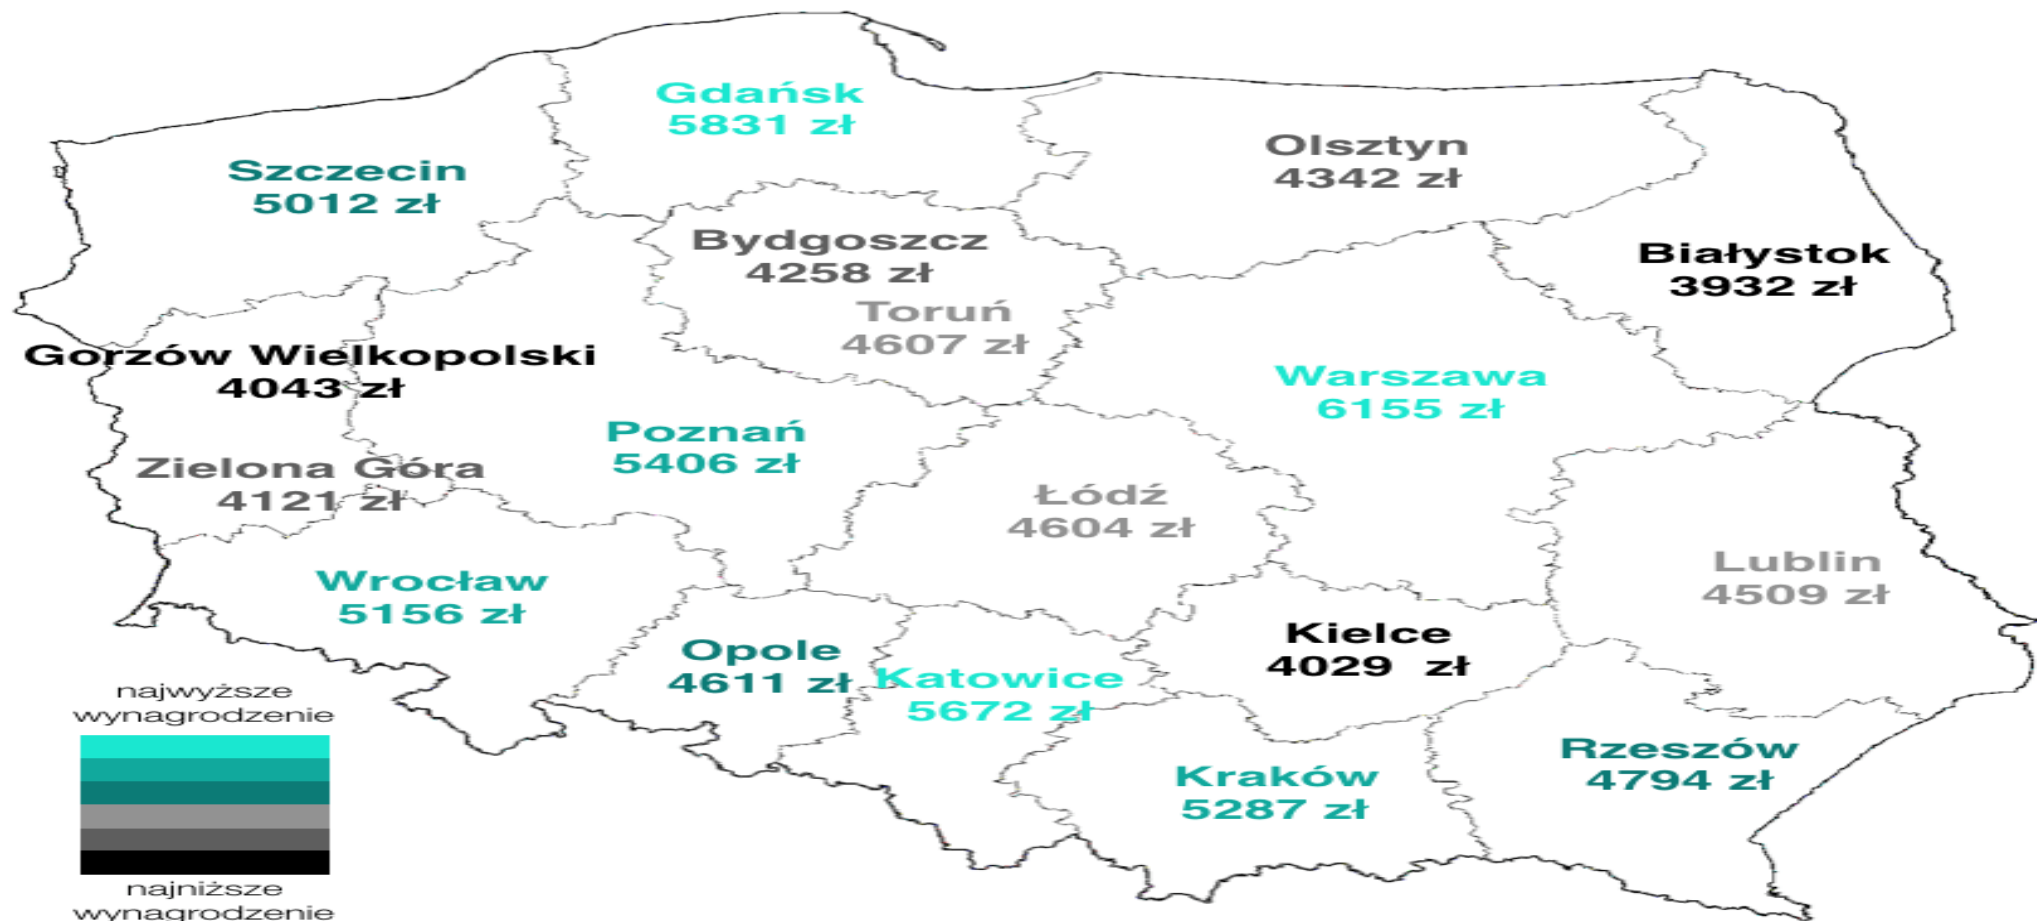 Gdańsk
5831 zł
Olsztyn
4342 zł
Szczecin
5012 zł
Bydgoszcz
4258 zł
Białystok
3932 zł
Toruń
4607 zł
Gorzów Wielkopolski
4043 zł
Warszawa
6155 zł
Poznań
5406 zł
Zielona Góra
4121 zł
Łódź
4604 zł
Lublin
4509 zł
Wrocław
5156 zł
Opole
4611 zł
Kielce
4029 zł
Katowice
5672 zł
Rzeszów
4794 zł
Kraków
5287 zł
najwyższe
wynagrodzenie
najniższe
wynagrodzenie